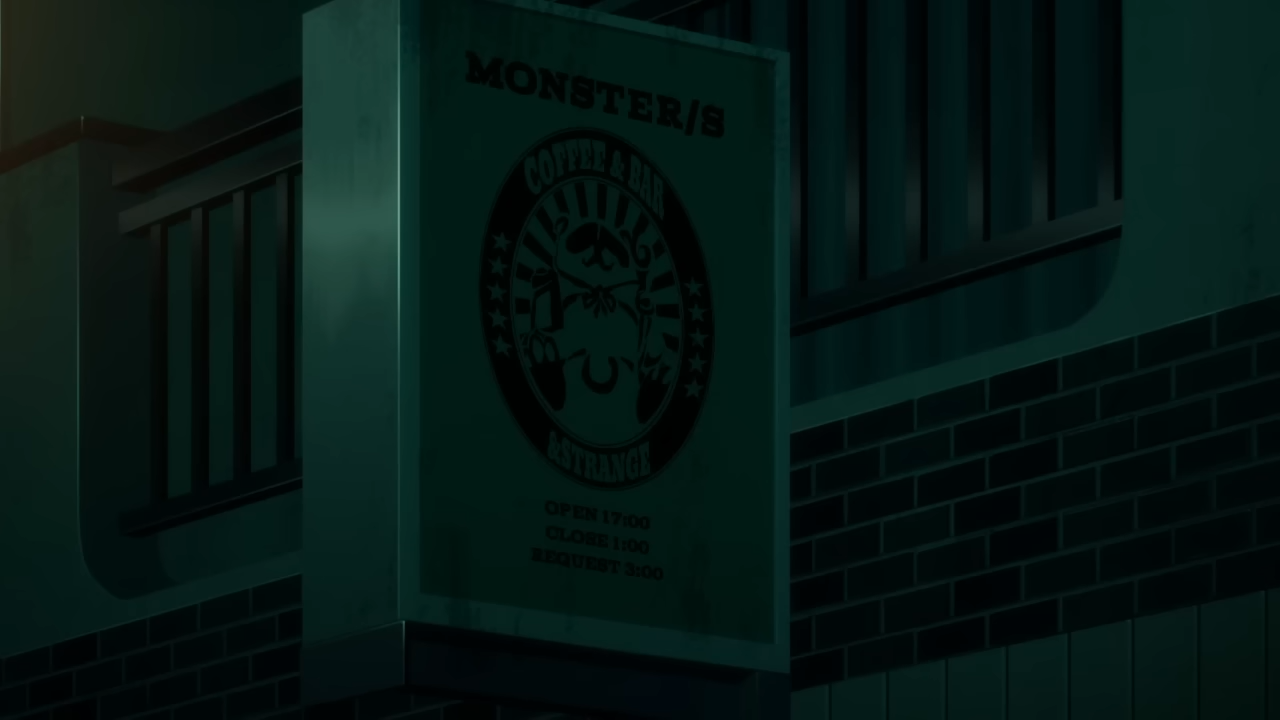 MONSTER/S
COFFEE & BAR
&STRANGE
OPEN 17:00
CLOSE 1:00
REQUEST 3:00